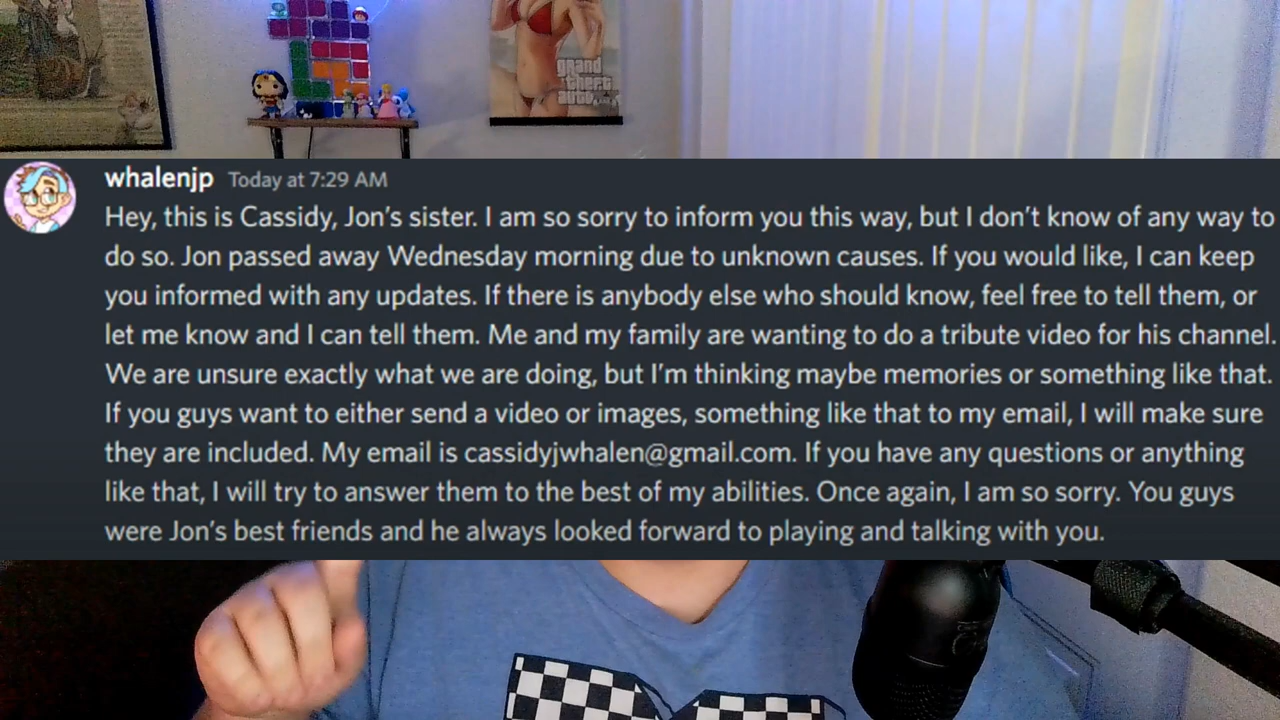 grand
theft
auto
whalenjp Today at 7:29 AM
Hey, this is Cassidy, Jon's sister. I am so sorry to inform you this way, but I don't know of any way to
do so. Jon passed away Wednesday morning due to unknown causes. If you would like, I can keep
you informed with any updates. If there is anybody else who should know, feel free to tell them, or
let me know and I can tell them. Me and my family are wanting to do a tribute video for his channel.
We are unsure exactly what we are doing, but I'm thinking maybe memories or something like that.
If you guys want to either send a video or images, something like that to my email, I will make sure
they are included. My email is cassidyjwhalen@gmail.com. If you have any questions or anything
like that, I will try to answer them to the best of my abilities. Once again, I am so sorry. You guys
were Jon's best friends and he always looked forward to playing and talking with you.